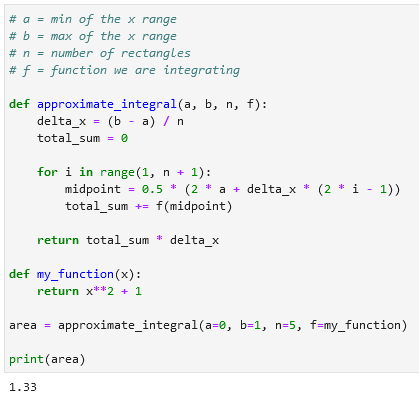 # a = min of the x range
# b = max of the x range
# n = number of rectangles
# f = function we are integrating
def approximate_integral(a, b, n, f):
    delta_x = (b - a) / n
    total_sum = 0
    for i in range(1, n + 1):
        midpoint = 0.5 * (2 * a + delta_x * (2 * i - 1))
        total_sum += f(midpoint)
    return total_sum * delta_x
def my_function(x):
    return x**2 + 1
area = approximate_integral(a=0, b=1, n=5, f=my_function)
print(area)
1.33